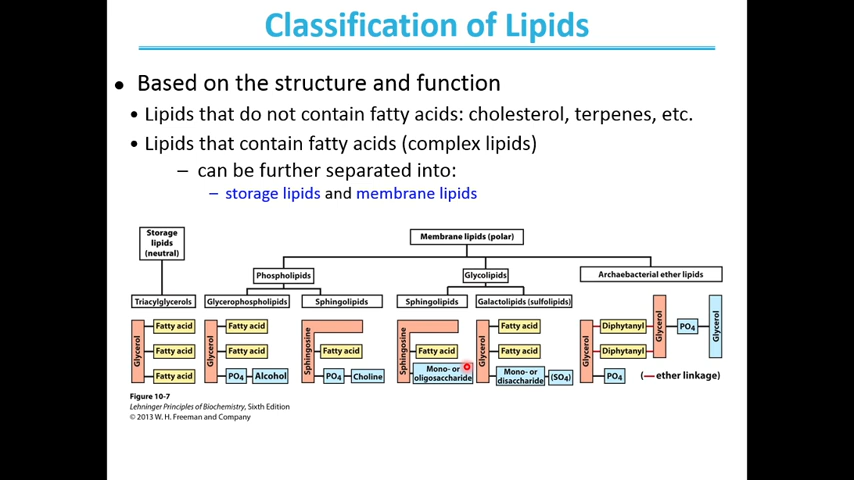 Classification of Lipids
• Based on the structure and function
• Lipids that do not contain fatty acids: cholesterol, terpenes, etc.
• Lipids that contain fatty acids (complex lipids)
– can be further separated into:
– storage lipids and membrane lipids
Storage
lipids
(neutral)
Membrane lipids (polar)
Phospholipids
Glycolipids
Archaebacterial ether lipids
Triacylglycerols
Glycerophospholipids
Sphingolipids
Sphingolipids
Galactolipids (sulfolipids)
Glycerol
Fatty acid
Fatty acid
Fatty acid
Glycerol
Fatty acid
Fatty acid
PO4
Alcohol
Sphingosine
Fatty acid
PO4
Choline
Sphingosine
Fatty acid
Mono- or
oligosaccharide
Glycerol
Fatty acid
Fatty acid
Mono- or
disaccharide
(SO4)
Glycerol
Diphytanyl
Diphytanyl
PO4
Glycerol
PO4
Glycerol
(— ether linkage)
Figure 10-7
Lehninger Principles of Biochemistry, Sixth Edition
© 2013 W. H. Freeman and Company